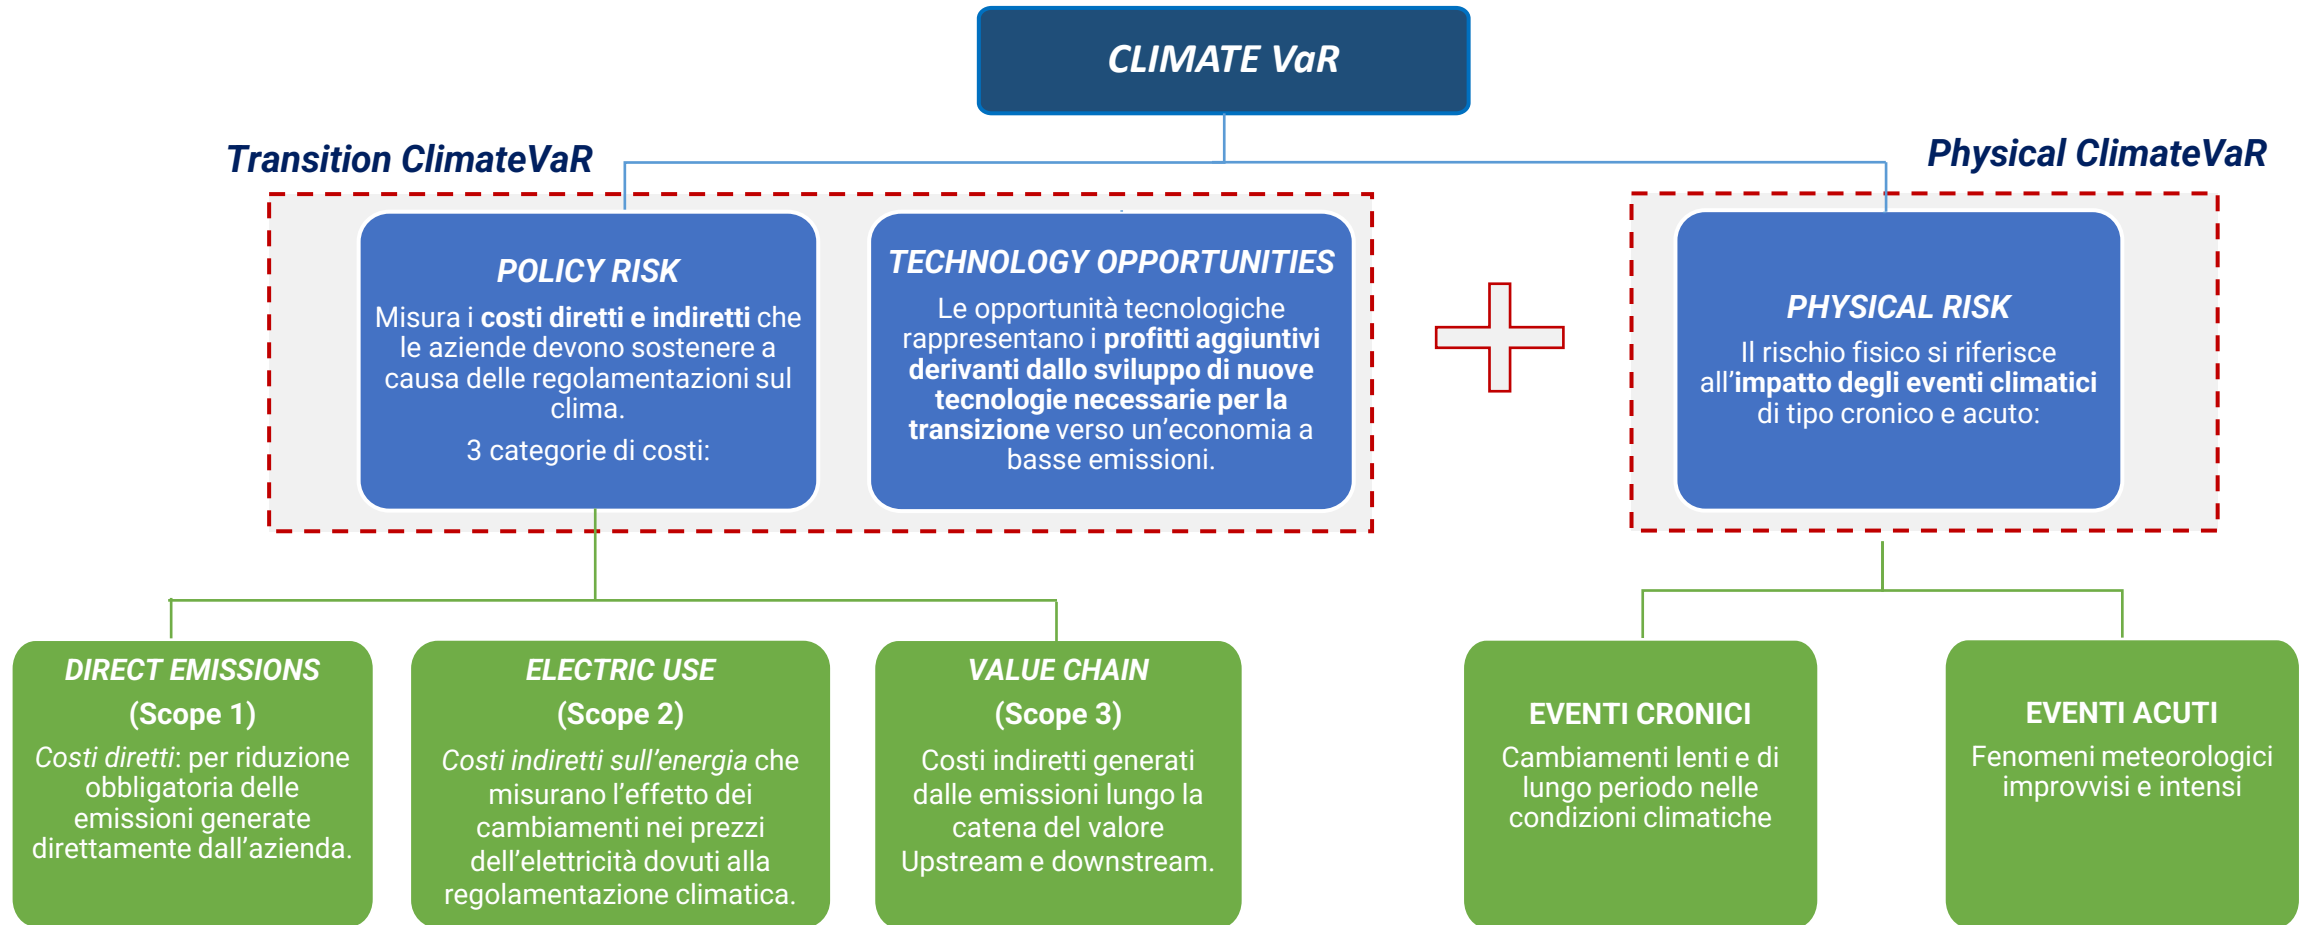 CLIMATE VaR
Transition ClimateVaR
Physical ClimateVaR
POLICY RISK
Misura i costi diretti e indiretti che
le aziende devono sostenere a
causa delle regolamentazioni sul
clima.
3 categorie di costi:
TECHNOLOGY OPPORTUNITIES
Le opportunità tecnologiche
rappresentano i profitti aggiuntivi
derivanti dallo sviluppo di nuove
tecnologie necessarie per la
transizione verso un’economia a
basse emissioni.
PHYSICAL RISK
Il rischio fisico si riferisce
all’impatto degli eventi climatici
di tipo cronico e acuto:
DIRECT EMISSIONS
(Scope 1)
Costi diretti: per riduzione
obbligatoria delle
emissioni generate
direttamente dall’azienda.
ELECTRIC USE
(Scope 2)
Costi indiretti sull’energia che
misurano l’effetto dei
cambiamenti nei prezzi
dell’elettricità dovuti alla
regolamentazione climatica.
VALUE CHAIN
(Scope 3)
Costi indiretti generati
dalle emissioni lungo la
catena del valore
Upstream e downstream.
EVENTI CRONICI
Cambiamenti lenti e di
lungo periodo nelle
condizioni climatiche
EVENTI ACUTI
Fenomeni meteorologici
improvvisi e intensi